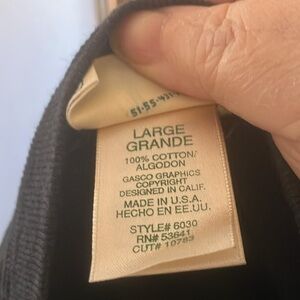 LARGE
GRANDE
100% COTTON/
ALGODON
GASCO GRAPHICS
COPYRIGHT
DESIGNED IN CALIF.
MADE IN U.S.A.
HECHO EN EE.UU.
STYLE# 6030
RN# 53641
CUT# 10783